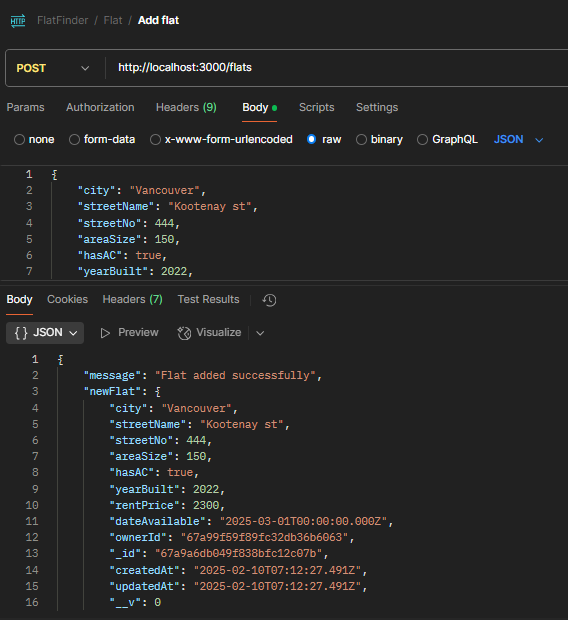 HTTP FlatFinder / Flat / Add flat
POST http://localhost:3000/flats
Params Authorization Headers (9) Body Scripts Settings
none form-data x-www-form-urlencoded raw binary GraphQL JSON
1 {
2 "city": "Vancouver",
3 "streetName": "Kootenay st",
4 "streetNo": 444,
5 "areaSize": 150,
6 "hasAC": true,
7 "yearBuilt": 2022,
Body Cookies Headers (7) Test Results
{} JSON Preview Visualize
1 {
2 "message": "Flat added successfully",
3 "newFlat": {
4 "city": "Vancouver",
5 "streetName": "Kootenay st",
6 "streetNo": 444,
7 "areaSize": 150,
8 "hasAC": true,
9 "yearBuilt": 2022,
10 "rentPrice": 2300,
11 "dateAvailable": "2025-03-01T00:00:00.000Z",
12 "ownerId": "67a99f59f89fc32db36b6063",
13 "_id": "67a9a6db049f838bfc12c07b",
14 "createdAt": "2025-02-10T07:12:27.491Z",
15 "updatedAt": "2025-02-10T07:12:27.491Z",
16 "__v": 0